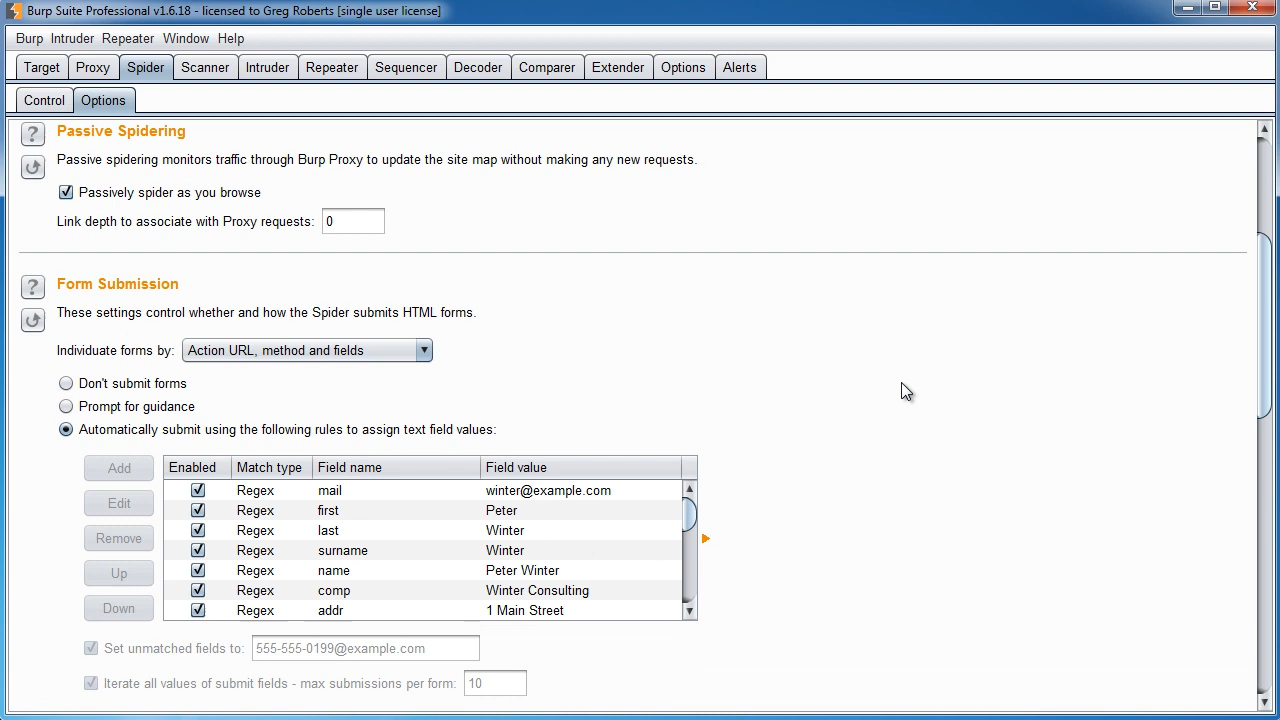 Burp Suite Professional v1.6.18 - licensed to Greg Roberts [single user license]
Burp Intruder Repeater Window Help
Target Proxy Spider Scanner Intruder Repeater Sequencer Decoder Comparer Extender Options Alerts
Control Options
? Passive Spidering
Passive spidering monitors traffic through Burp Proxy to update the site map without making any new requests.
Passively spider as you browse
Link depth to associate with Proxy requests: 0
? Form Submission
These settings control whether and how the Spider submits HTML forms.
Individuate forms by: Action URL, method and fields
Don't submit forms
Prompt for guidance
Automatically submit using the following rules to assign text field values:
Add
Edit
Remove
Up
Down
Enabled Match type Field name Field value
Regex mail winter@example.com
Regex first Peter
Regex last Winter
Regex surname Winter
Regex name Peter Winter
Regex comp Winter Consulting
Regex addr 1 Main Street
Set unmatched fields to: 555-555-0199@example.com
Iterate all values of submit fields - max submissions per form: 10